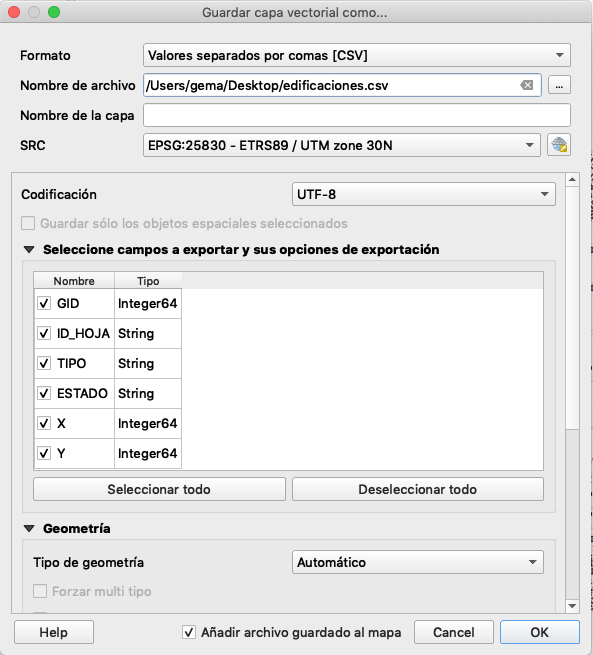 Guardar capa vectorial como...
Formato Valores separados por comas [CSV]
Nombre de archivo /Users/gema/Desktop/edificaciones.csv ...
Nombre de la capa
SRC EPSG:25830 - ETRS89 / UTM zone 30N
Codificación UTF-8
Guardar sólo los objetos espaciales seleccionados
Seleccione campos a exportar y sus opciones de exportación
Nombre Tipo
GID Integer64
ID_HOJA String
TIPO String
ESTADO String
X Integer64
Y Integer64
Seleccionar todo Deseleccionar todo
Geometría
Tipo de geometría Automático
Forzar multi tipo
Help Añadir archivo guardado al mapa Cancel OK